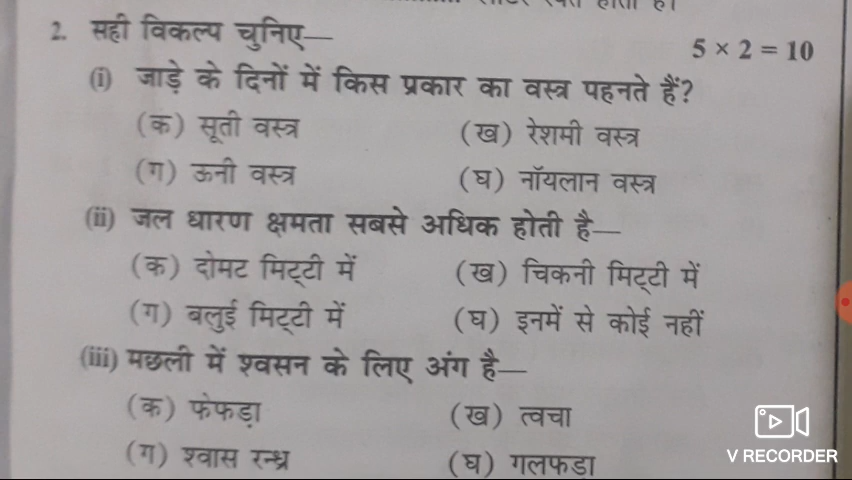 2. सही विकल्प चुनिए—
5 × 2 = 10
(i) जाड़े के दिनों में किस प्रकार का वस्त्र पहनते हैं?
(क) सूती वस्त्र (ख) रेशमी वस्त्र
(ग) ऊनी वस्त्र (घ) नॉयलान वस्त्र
(ii) जल धारण क्षमता सबसे अधिक होती है—
(क) दोमट मिट्टी में (ख) चिकनी मिट्टी में
(ग) बलुई मिट्टी में (घ) इनमें से कोई नहीं
(iii) मछली में श्वसन के लिए अंग है—
(क) फेफड़ा (ख) त्वचा
(ग) श्वास रन्ध्र (घ) गलफड़ा
V RECORDER